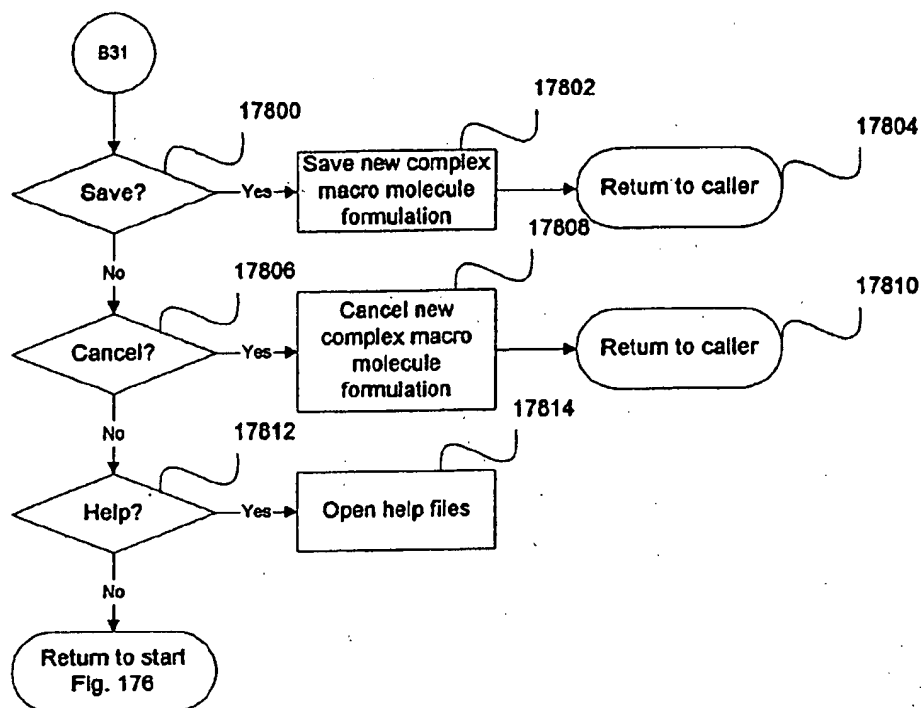 B31
17800
17802
17804
Save?
Yes
Save new complex
macro molecule
formulation
Return to caller
No
17806
17808
17810
Cancel?
Yes
Cancel new
complex macro
molecule
formulation
Return to caller
No
17812
17814
Help?
Yes
Open help files
No
Return to start
Fig. 176